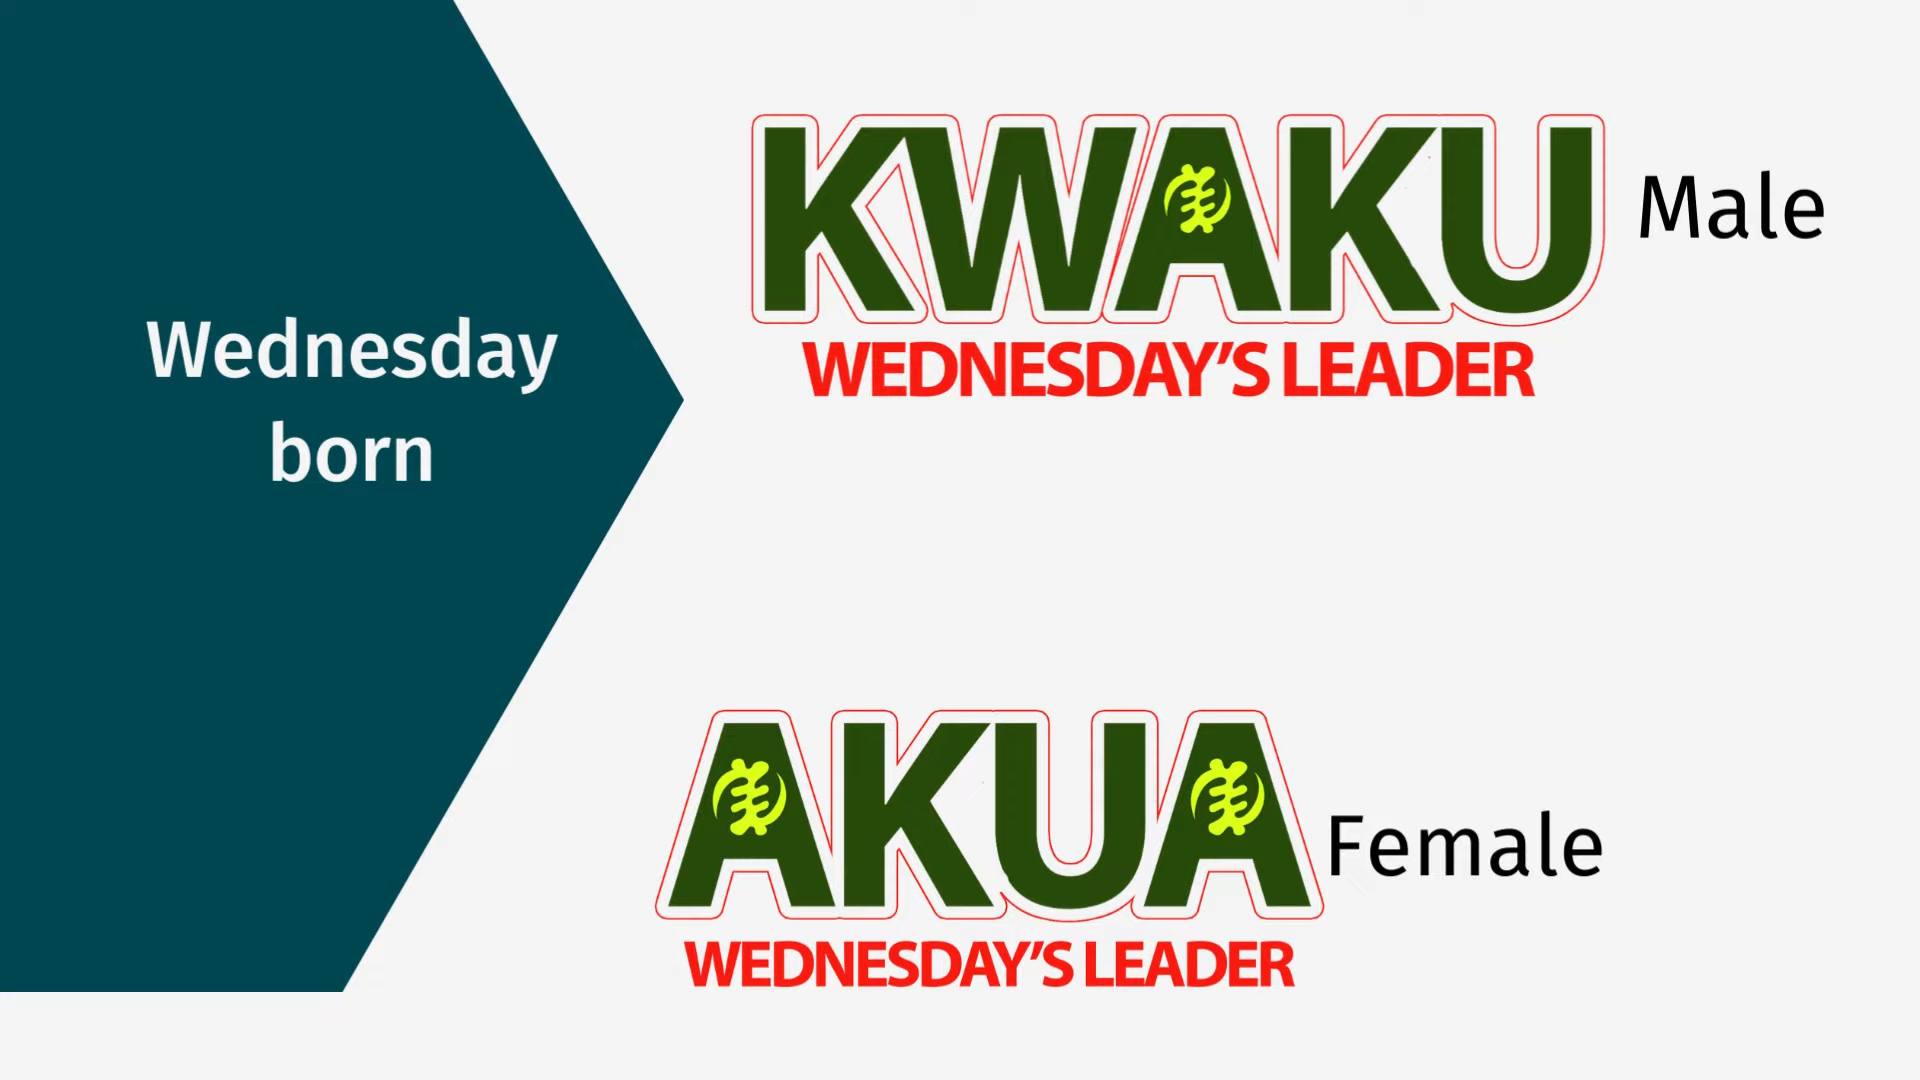 Wednesday
born
KWAKU
Male
WEDNESDAY'S LEADER
AKUA
Female
WEDNESDAY'S LEADER